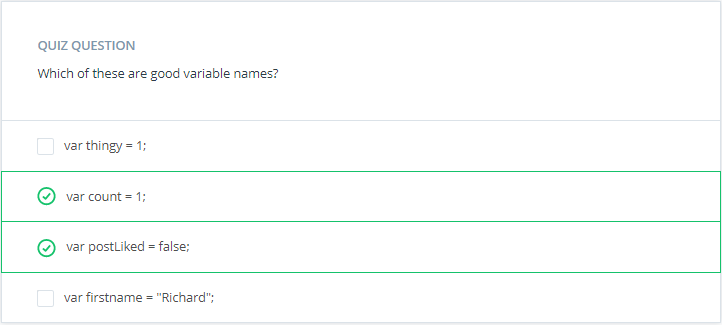 QUIZ QUESTION
Which of these are good variable names?
var thingy = 1;
var count = 1;
var postLiked = false;
var firstname = "Richard";